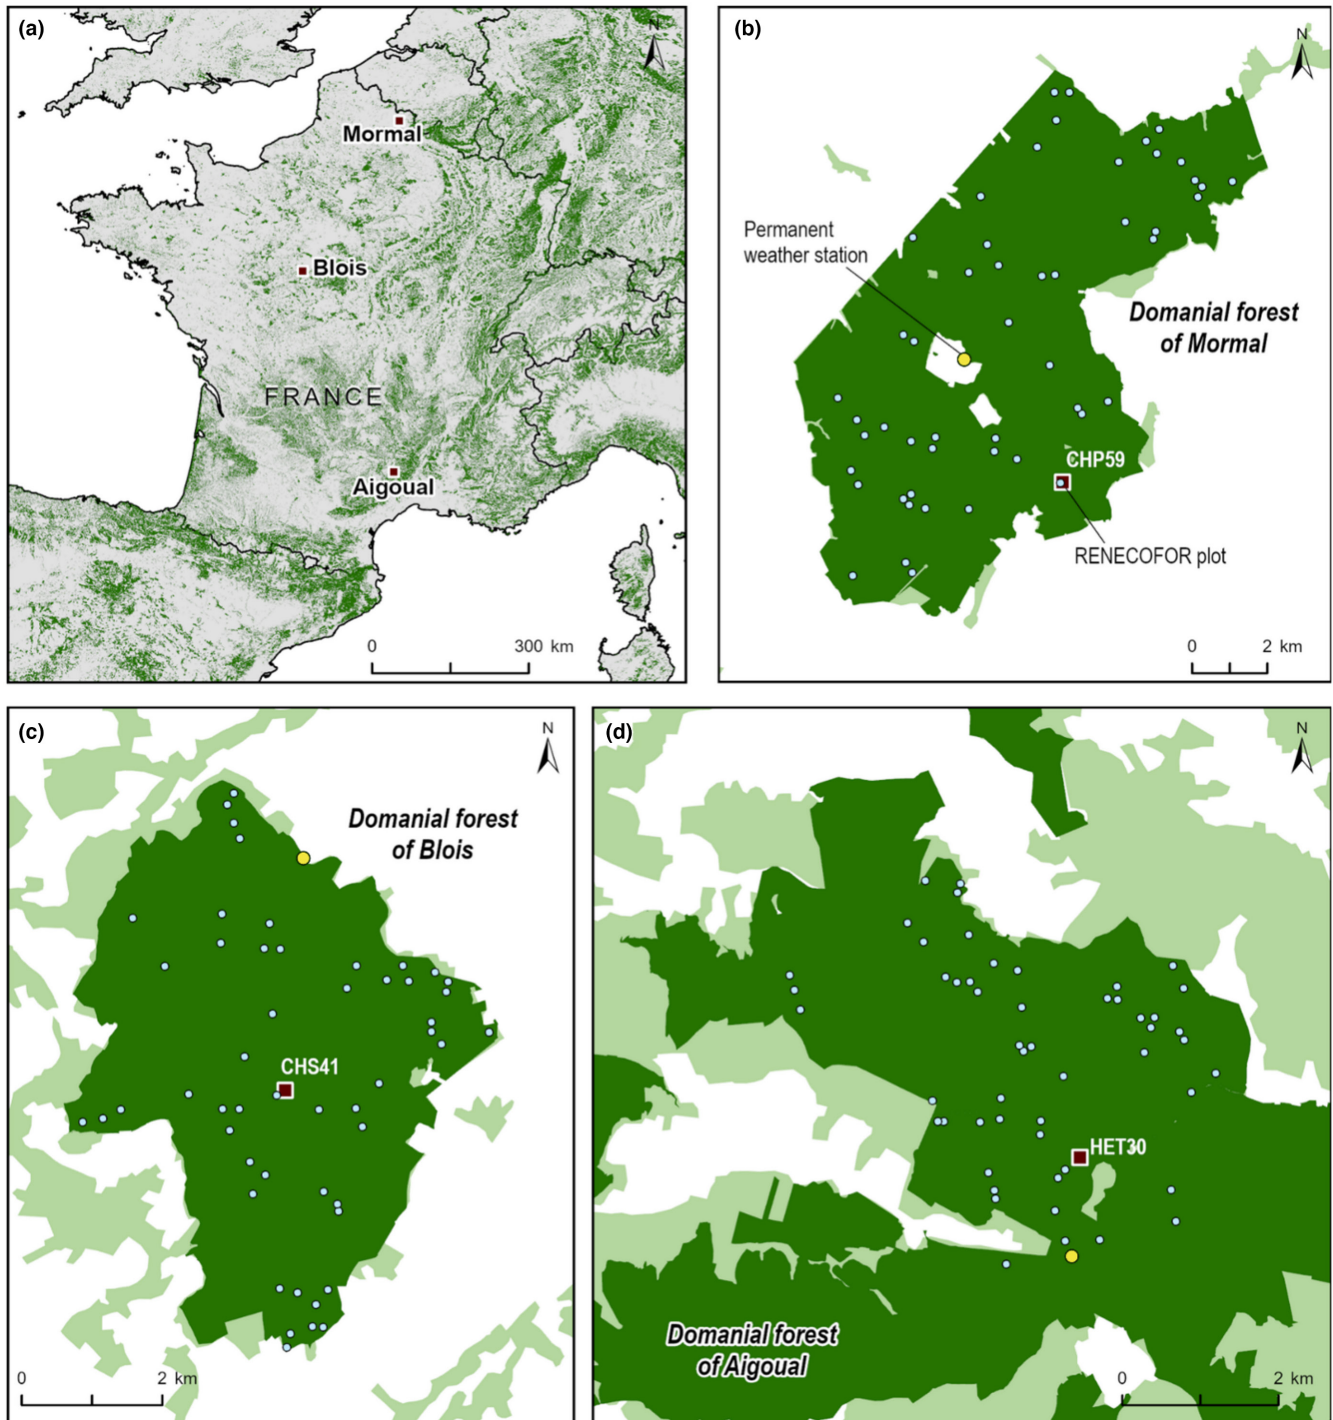 (a)
N
Mormal
Blois
FRANCE
Aigoual
0 300 km
(b)
N
Permanent
weather station
Domanial forest
of Mormal
CHP59
RENECOFOR plot
0 2 km
(c)
N
Domanial forest
of Blois
CHS41
0 2 km
(d)
N
HET30
Domanial forest
of Aigoual
0 2 km